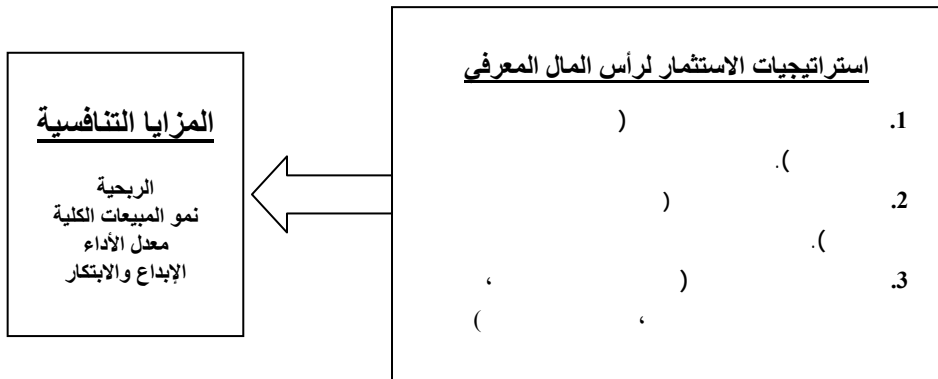 استراتيجيات الاستثمار لرأس المال المعرفي
1. (
).
2. (
).
3. ( ،
، )
المزايا التنافسية
الربحية
نمو المبيعات الكلية
معدل الأداء
الإبداع والابتكار